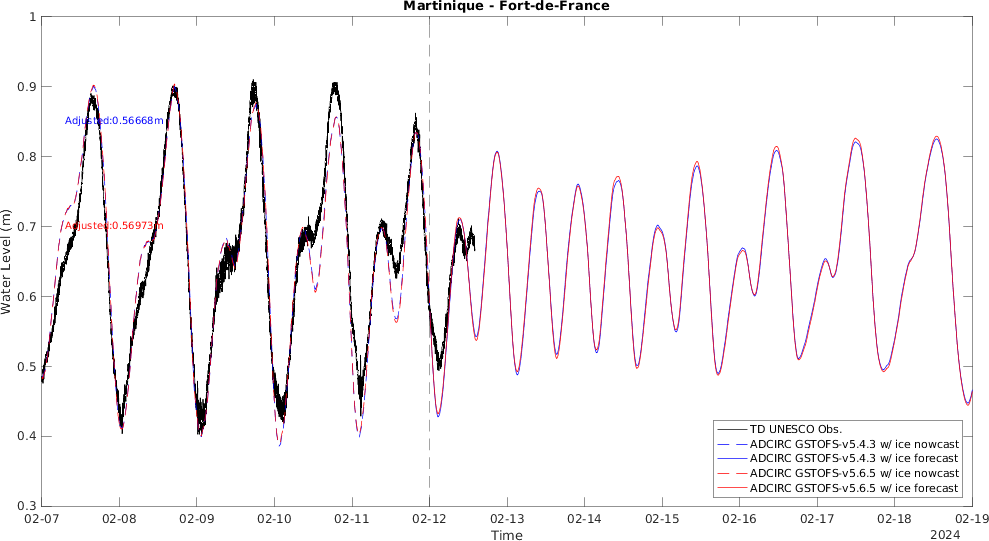 Martinique - Fort-de-France
Water Level (m)
1
0.9
0.8
0.7
0.6
0.5
0.4
0.3
Adjusted:0.56668m
Adjusted:0.56973m
TD UNESCO Obs.
ADCIRC GSTOFS-v5.4.3 w/ ice nowcast
ADCIRC GSTOFS-v5.4.3 w/ ice forecast
ADCIRC GSTOFS-v5.6.5 w/ ice nowcast
ADCIRC GSTOFS-v5.6.5 w/ ice forecast
02-07 02-08 02-09 02-10 02-11 02-12 02-13 02-14 02-15 02-16 02-17 02-18 02-19
Time
2024